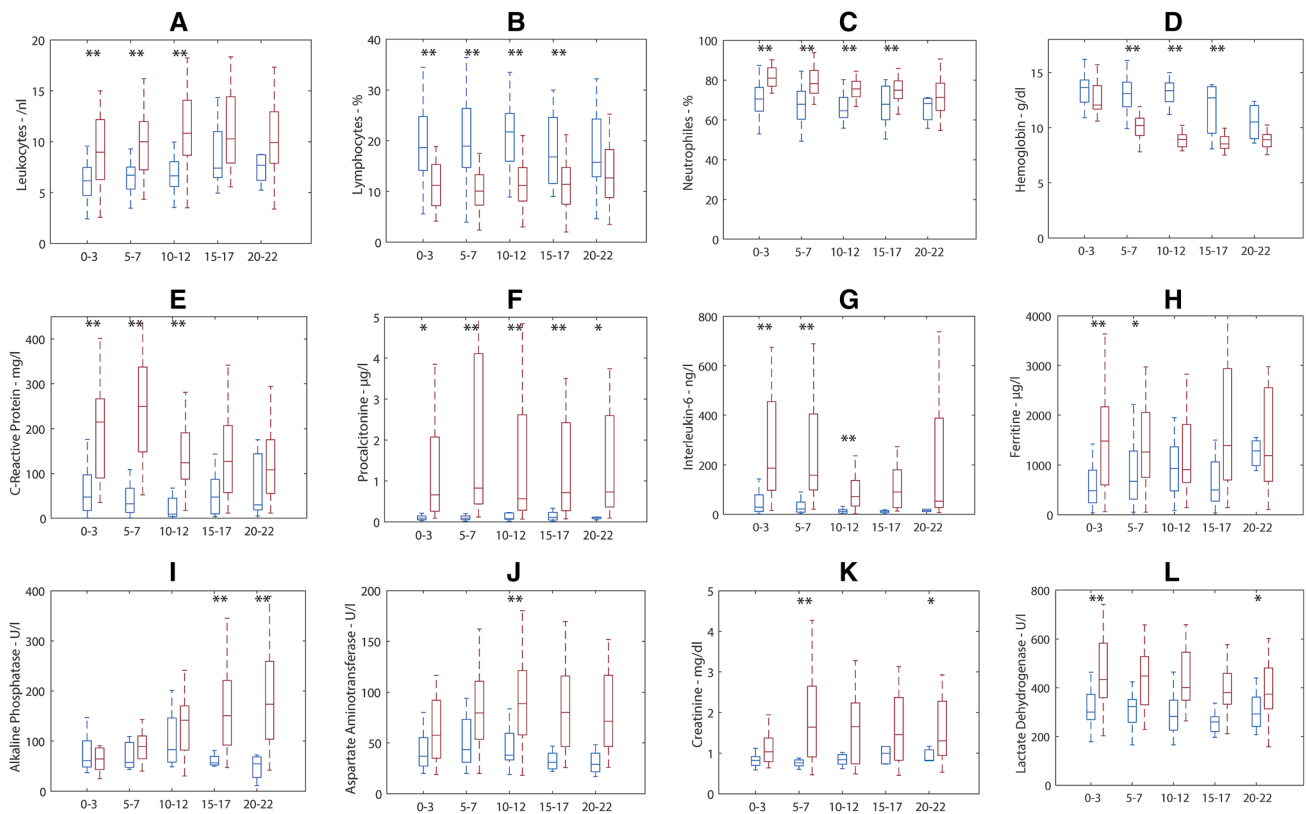 A
Leukocytes - /nl
20
15
10
5
0
** ** **
0-3 5-7 10-12 15-17 20-22
B
Lymphocytes - %
40
30
20
10
0
** ** ** **
0-3 5-7 10-12 15-17 20-22
C
Neutrophiles - %
100
80
60
40
20
0
** ** ** **
0-3 5-7 10-12 15-17 20-22
D
Hemoglobin - g/dl
15
10
5
0
** ** **
0-3 5-7 10-12 15-17 20-22
E
C-Reactive Protein - mg/l
400
300
200
100
0
** ** **
0-3 5-7 10-12 15-17 20-22
F
Procalcitonine - µg/l
5
4
3
2
1
0
* ** ** ** *
0-3 5-7 10-12 15-17 20-22
G
Interleukin-6 - ng/l
800
600
400
200
0
** ** **
0-3 5-7 10-12 15-17 20-22
H
Ferritine - µg/l
4000
3000
2000
1000
0
** *
0-3 5-7 10-12 15-17 20-22
I
Alkaline Phosphatase - U/l
400
300
200
100
0
** **
0-3 5-7 10-12 15-17 20-22
J
Aspartate Aminotransferase - U/l
200
150
100
50
0
**
0-3 5-7 10-12 15-17 20-22
K
Creatinine - mg/dl
5
4
3
2
1
0
** *
0-3 5-7 10-12 15-17 20-22
L
Lactate Dehydrogenase - U/l
800
600
400
200
0
** *
0-3 5-7 10-12 15-17 20-22